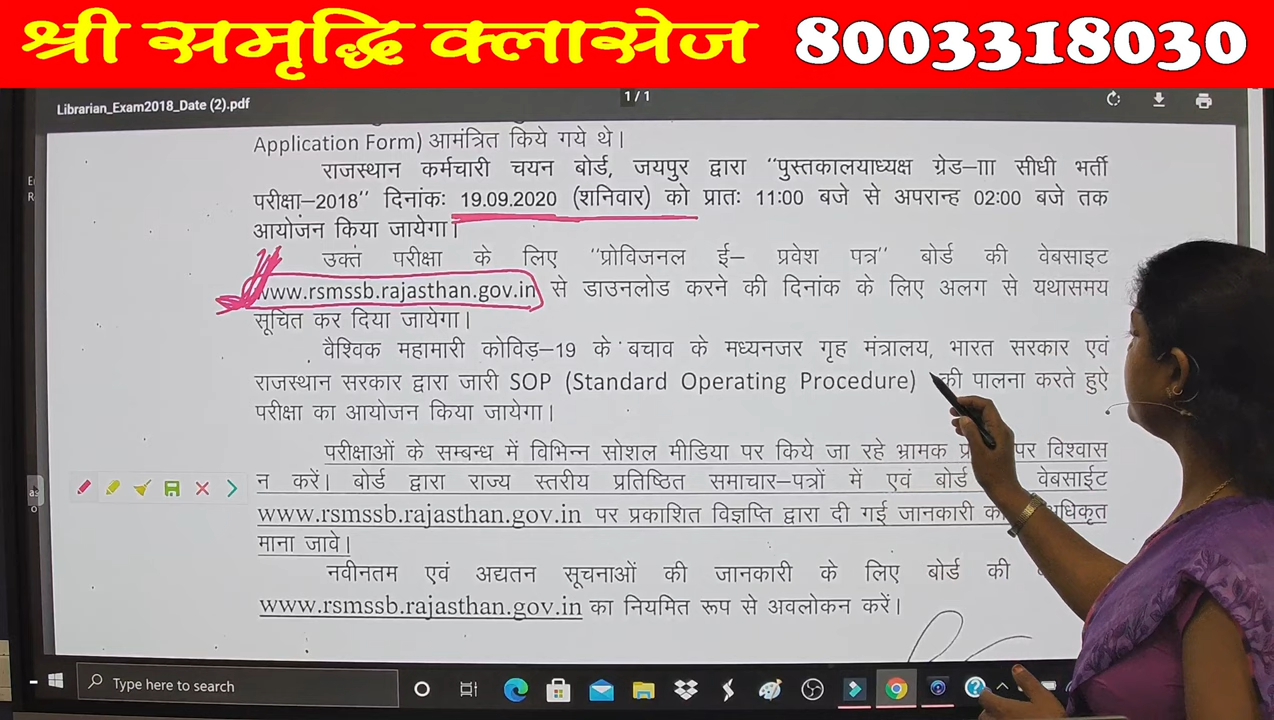 श्री समृद्धि क्लासेज 8003318030
Librarian_Exam2018_Date (2).pdf
1 / 1
Application Form) आमंत्रित किये गये थे।
राजस्थान कर्मचारी चयन बोर्ड, जयपुर द्वारा "पुस्तकालयाध्यक्ष ग्रेड–III सीधी भर्ती
परीक्षा–2018" दिनांकः 19.09.2020 (शनिवार) को प्रातः 11:00 बजे से अपरान्ह 02:00 बजे तक
आयोजन किया जायेगा।
उक्त परीक्षा के लिए "प्रोविजनल ई– प्रवेश पत्र" बोर्ड की वेबसाइट
www.rsmssb.rajasthan.gov.in से डाउनलोड करने की दिनांक के लिए अलग से यथासमय
सूचित कर दिया जायेगा।
वैश्विक महामारी कोविड़–19 के बचाव के मध्यनजर गृह मंत्रालय, भारत सरकार एवं
राजस्थान सरकार द्वारा जारी SOP (Standard Operating Procedure) की पालना करते हुऐ
परीक्षा का आयोजन किया जायेगा।
परीक्षाओं के सम्बन्ध में विभिन्न सोशल मीडिया पर किये जा रहे भ्रामक पर विश्वास
न करें। बोर्ड द्वारा राज्य स्तरीय प्रतिष्ठित समाचार–पत्रों में एवं बोर्ड वेबसाईट
www.rsmssb.rajasthan.gov.in पर प्रकाशित विज्ञप्ति द्वारा दी गई जानकारी अधिकृत
माना जावे।
नवीनतम एवं अद्यतन सूचनाओं की जानकारी के लिए बोर्ड की
www.rsmssb.rajasthan.gov.in का नियमित रूप से अवलोकन करें।
Type here to search